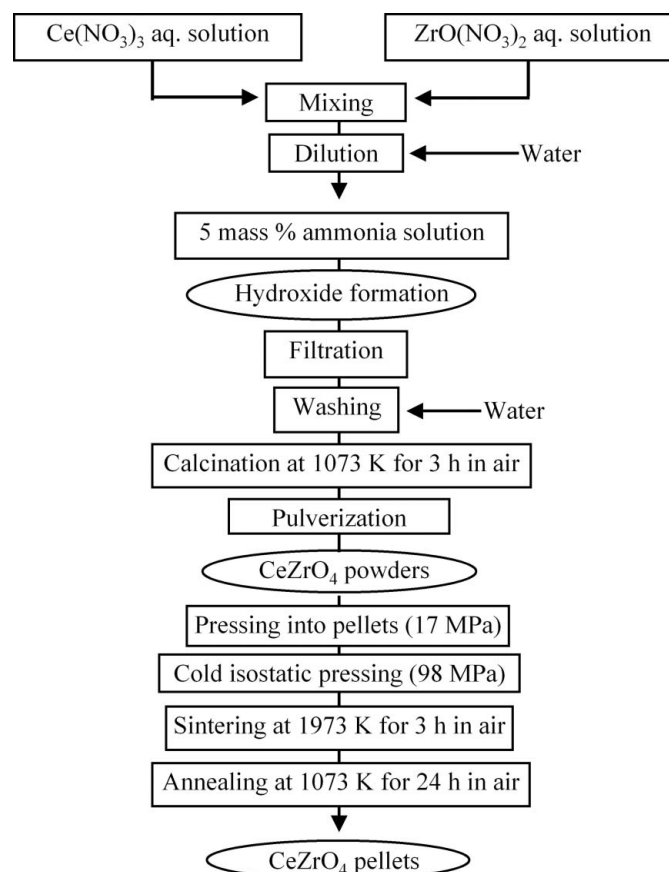 Ce(NO₃)₃ aq. solution
ZrO(NO₃)₂ aq. solution
Mixing
Dilution
Water
5 mass % ammonia solution
Hydroxide formation
Filtration
Washing
Water
Calcination at 1073 K for 3 h in air
Pulverization
CeZrO₄ powders
Pressing into pellets (17 MPa)
Cold isostatic pressing (98 MPa)
Sintering at 1973 K for 3 h in air
Annealing at 1073 K for 24 h in air
CeZrO₄ pellets